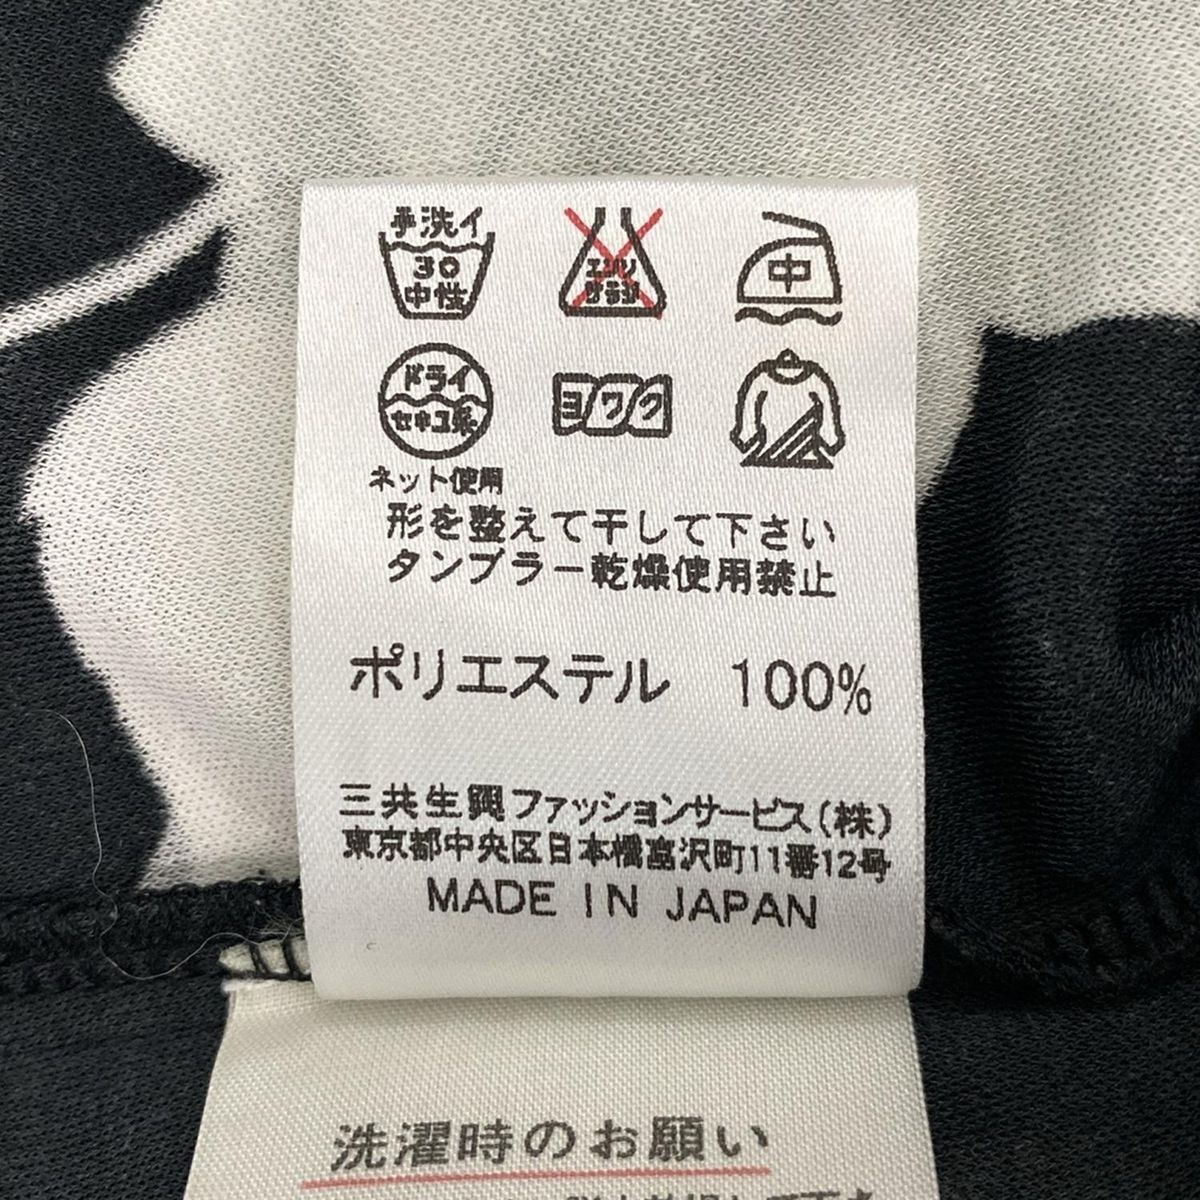 手洗イ
30
中性
エンソ
サラシ
中
ドライ
セキユ系
ヨワク
ネット使用
形を整えて干して下さい
タンブラー乾燥使用禁止
ポリエステル 100%
三共生興ファッションサービス(株)
東京都中央区日本橋富沢町11番12号
MADE IN JAPAN
洗濯時のお願い